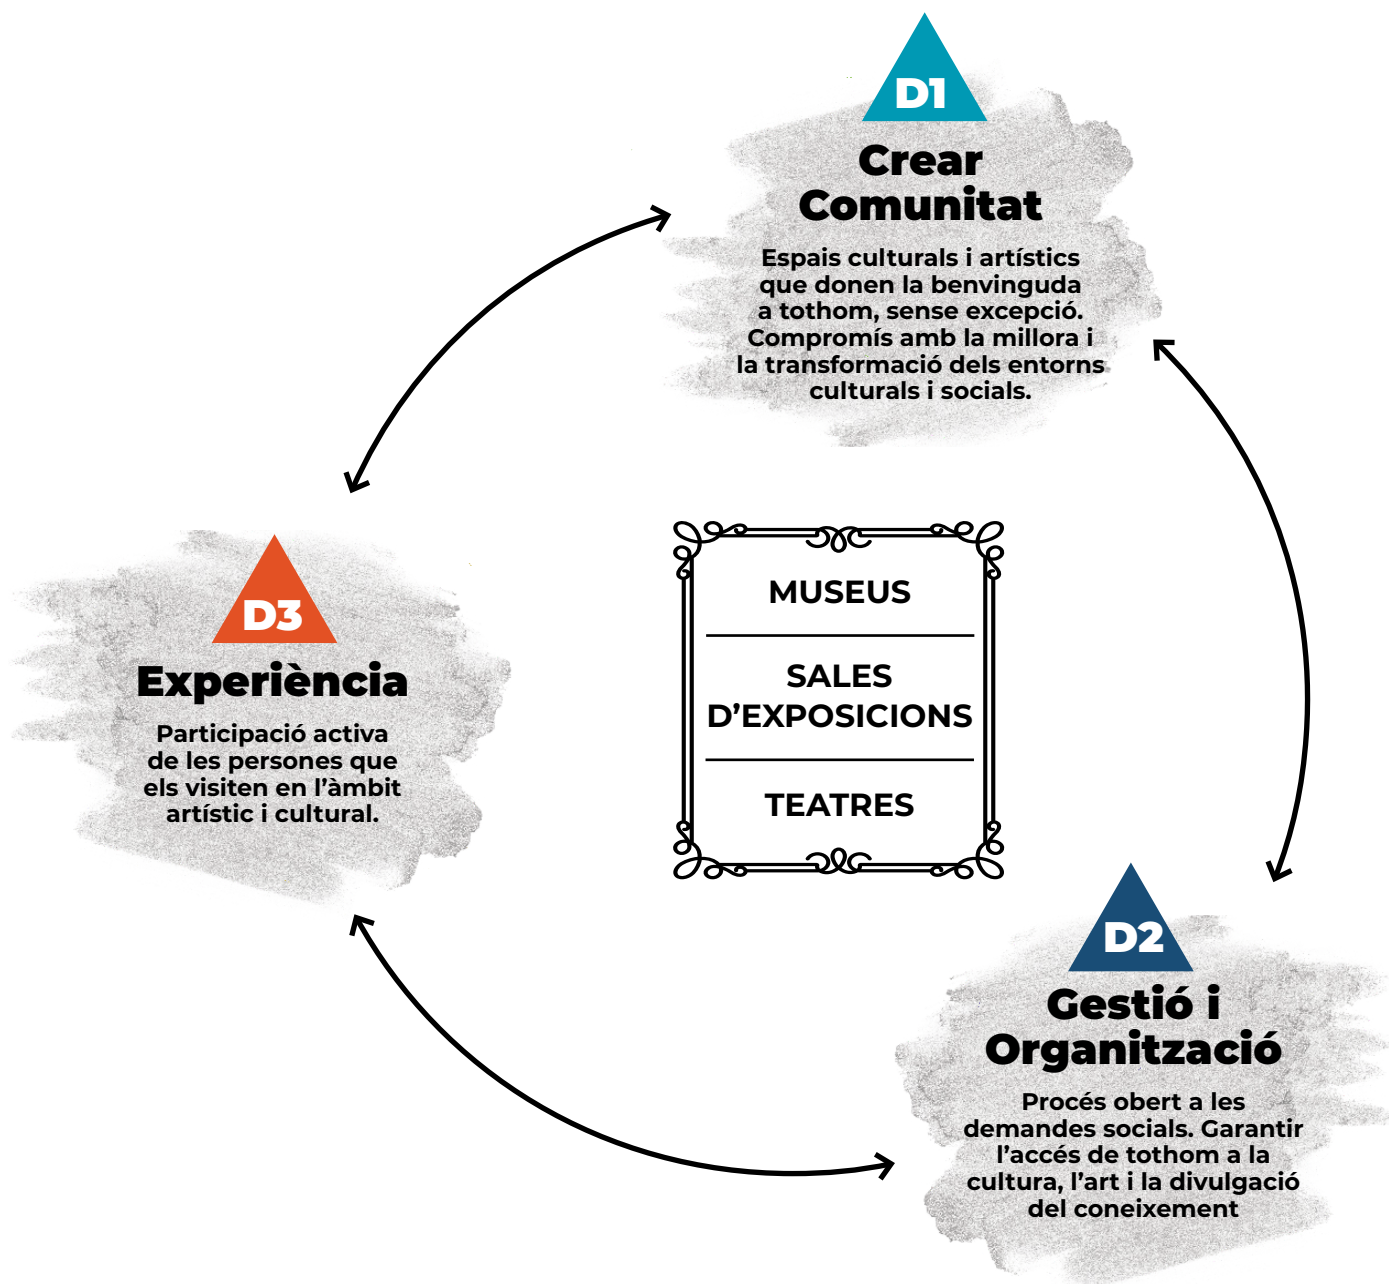 D1
Crear
Comunitat
Espais culturals i artístics
que donen la benvinguda
a tothom, sense excepció.
Compromís amb la millora i
la transformació dels entorns
culturals i socials.
D3
Experiència
Participació activa
de les persones que
els visiten en l’àmbit
artístic i cultural.
MUSEUS
SALES
D’EXPOSICIONS
TEATRES
D2
Gestió i
Organització
Procés obert a les
demandes socials. Garantir
l’accés de tothom a la
cultura, l’art i la divulgació
del coneixement